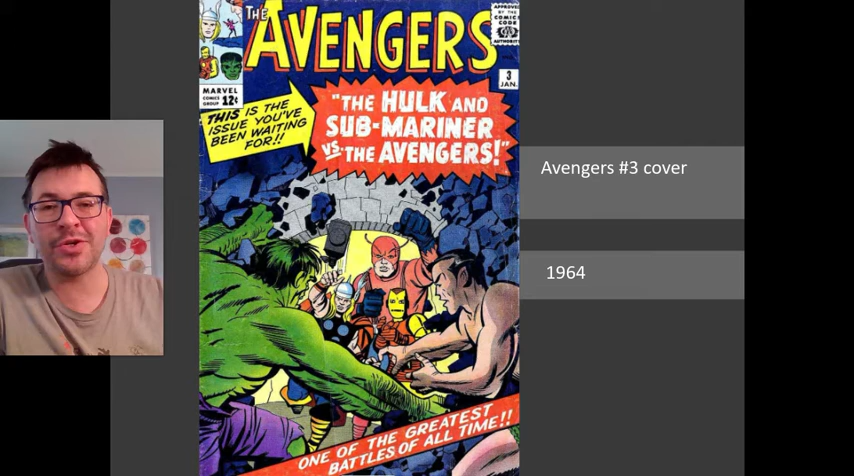 THE
AVENGERS
APPROVED
BY THE
COMICS
CODE
AUTHORITY
MARVEL
COMICS
GROUP 12¢
3
JAN.
THIS IS THE
ISSUE YOU'VE
BEEN WAITING
FOR!!
"THE HULK AND
SUB-MARINER
VS. THE AVENGERS!"
Avengers #3 cover
1964
ONE OF THE GREATEST
BATTLES OF ALL TIME!!